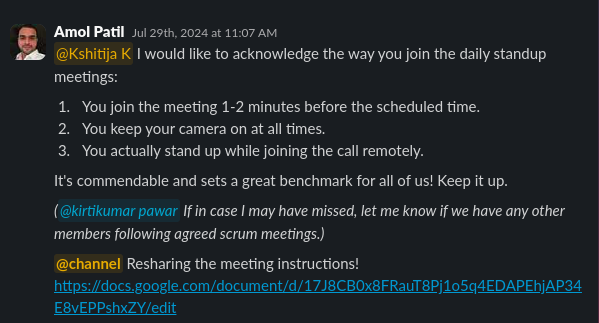 Amol Patil Jul 29th, 2024 at 11:07 AM
@Kshitija K I would like to acknowledge the way you join the daily standup
meetings:
1. You join the meeting 1-2 minutes before the scheduled time.
2. You keep your camera on at all times.
3. You actually stand up while joining the call remotely.
It's commendable and sets a great benchmark for all of us! Keep it up.
(@kirtikumar pawar If in case I may have missed, let me know if we have any other
members following agreed scrum meetings.)
@channel Resharing the meeting instructions!
https://docs.google.com/document/d/17J8CB0x8FRauT8Pj1o5q4EDAPEhjAP34
E8vEPPshxZY/edit